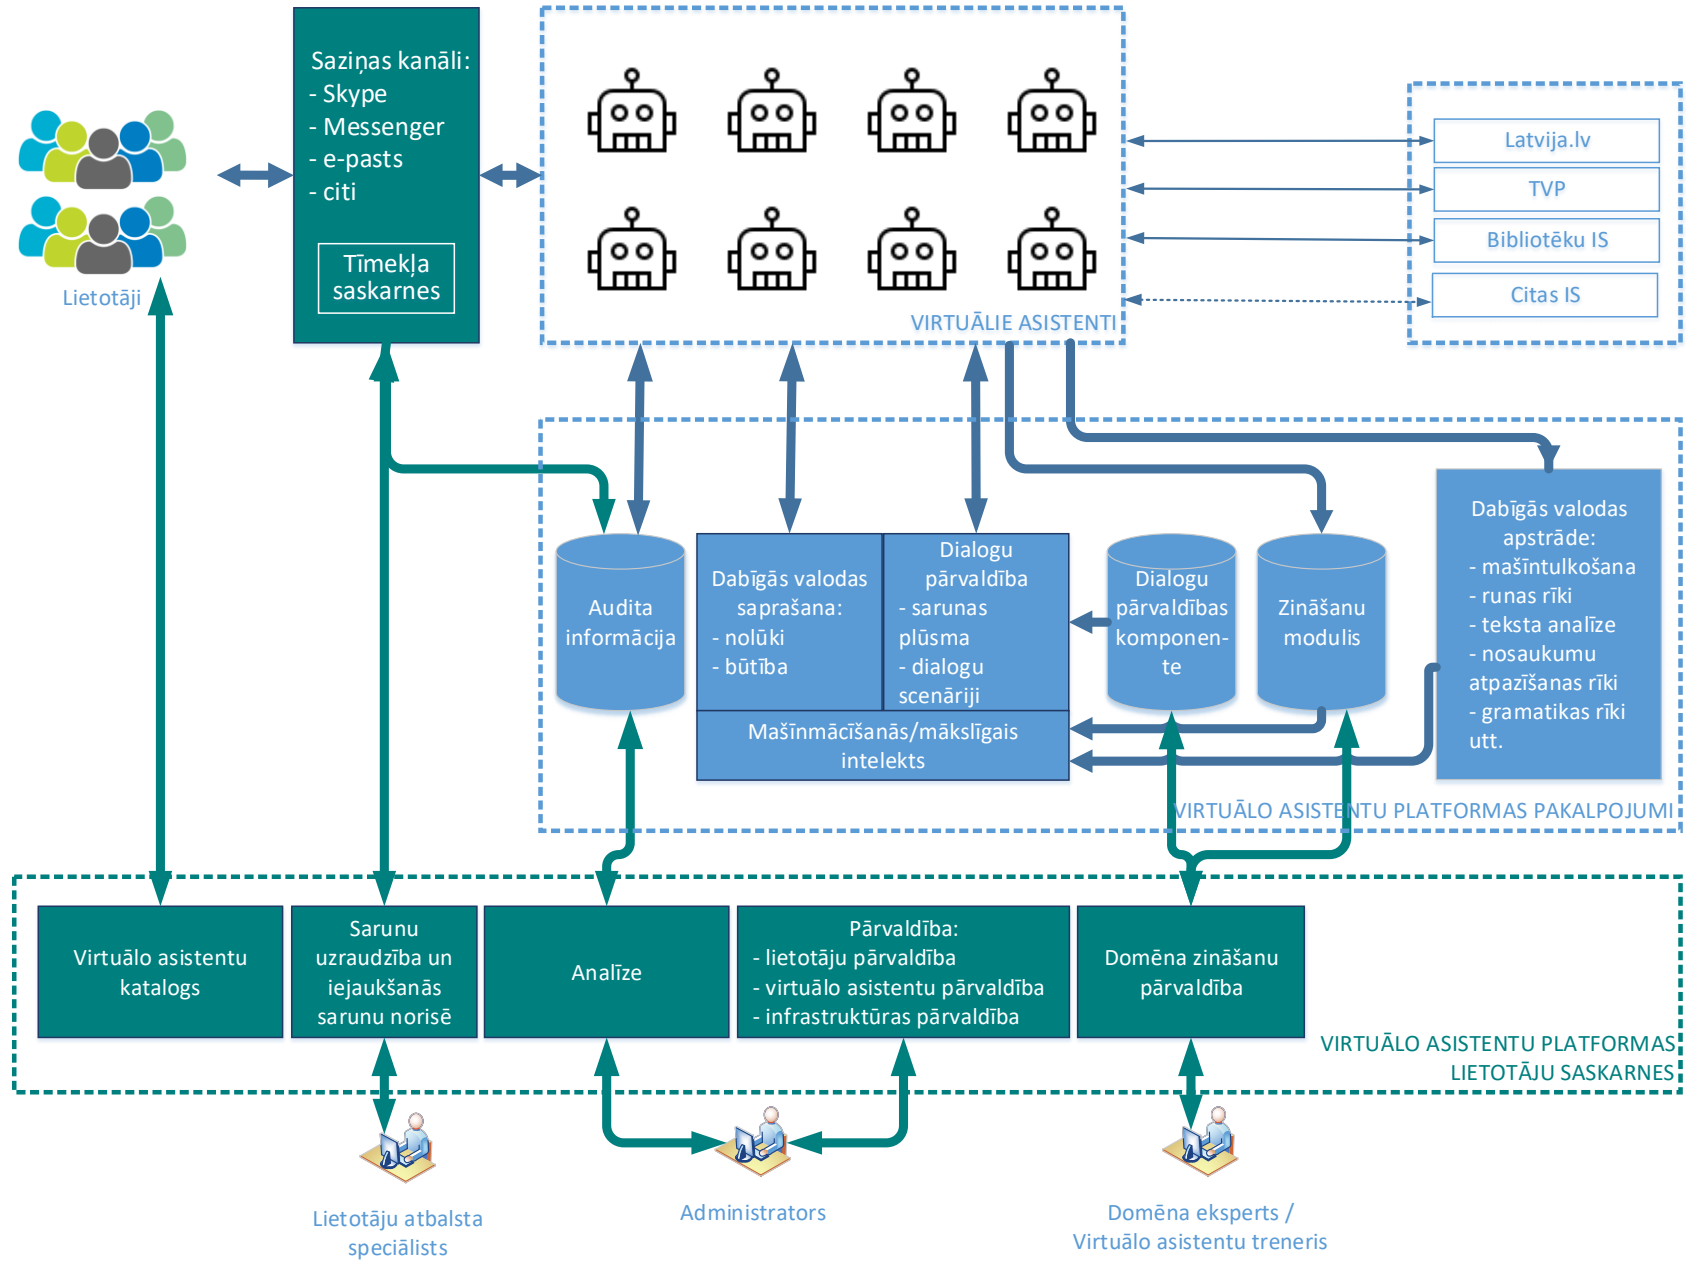 Saziņas kanāli:
- Skype
- Messenger
- e-pasts
- citi
Tīmekļa
saskarnes
Lietotāji
VIRTUĀLIE ASISTENTI
Latvija.lv
TVP
Bibliotēku IS
Citas IS
Audita
informācija
Dabīgās valodas
saprašana:
- nolūki
- būtība
Dialogu
pārvaldība
- sarunas
plūsma
- dialogu
scenāriji
Mašīnmācīšanās/mākslīgais
intelekts
Dialogu
pārvaldības
komponen-
te
Zināšanu
modulis
Dabīgās valodas
apstrāde:
- mašīntulkošana
- runas rīki
- teksta analīze
- nosaukumu
atpazīšanas rīki
- gramatikas rīki
utt.
VIRTUĀLO ASISTENTU PLATFORMAS PAKALPOJUMI
Virtuālo asistentu
katalogs
Sarunu
uzraudzība un
iejaukšanās
sarunu norisē
Analīze
Pārvaldība:
- lietotāju pārvaldība
- virtuālo asistentu pārvaldība
- infrastruktūras pārvaldība
Domēna zināšanu
pārvaldība
VIRTUĀLO ASISTENTU PLATFORMAS
LIETOTĀJU SASKARNES
Lietotāju atbalsta
speciālists
Administrators
Domēna eksperts /
Virtuālo asistentu treneris